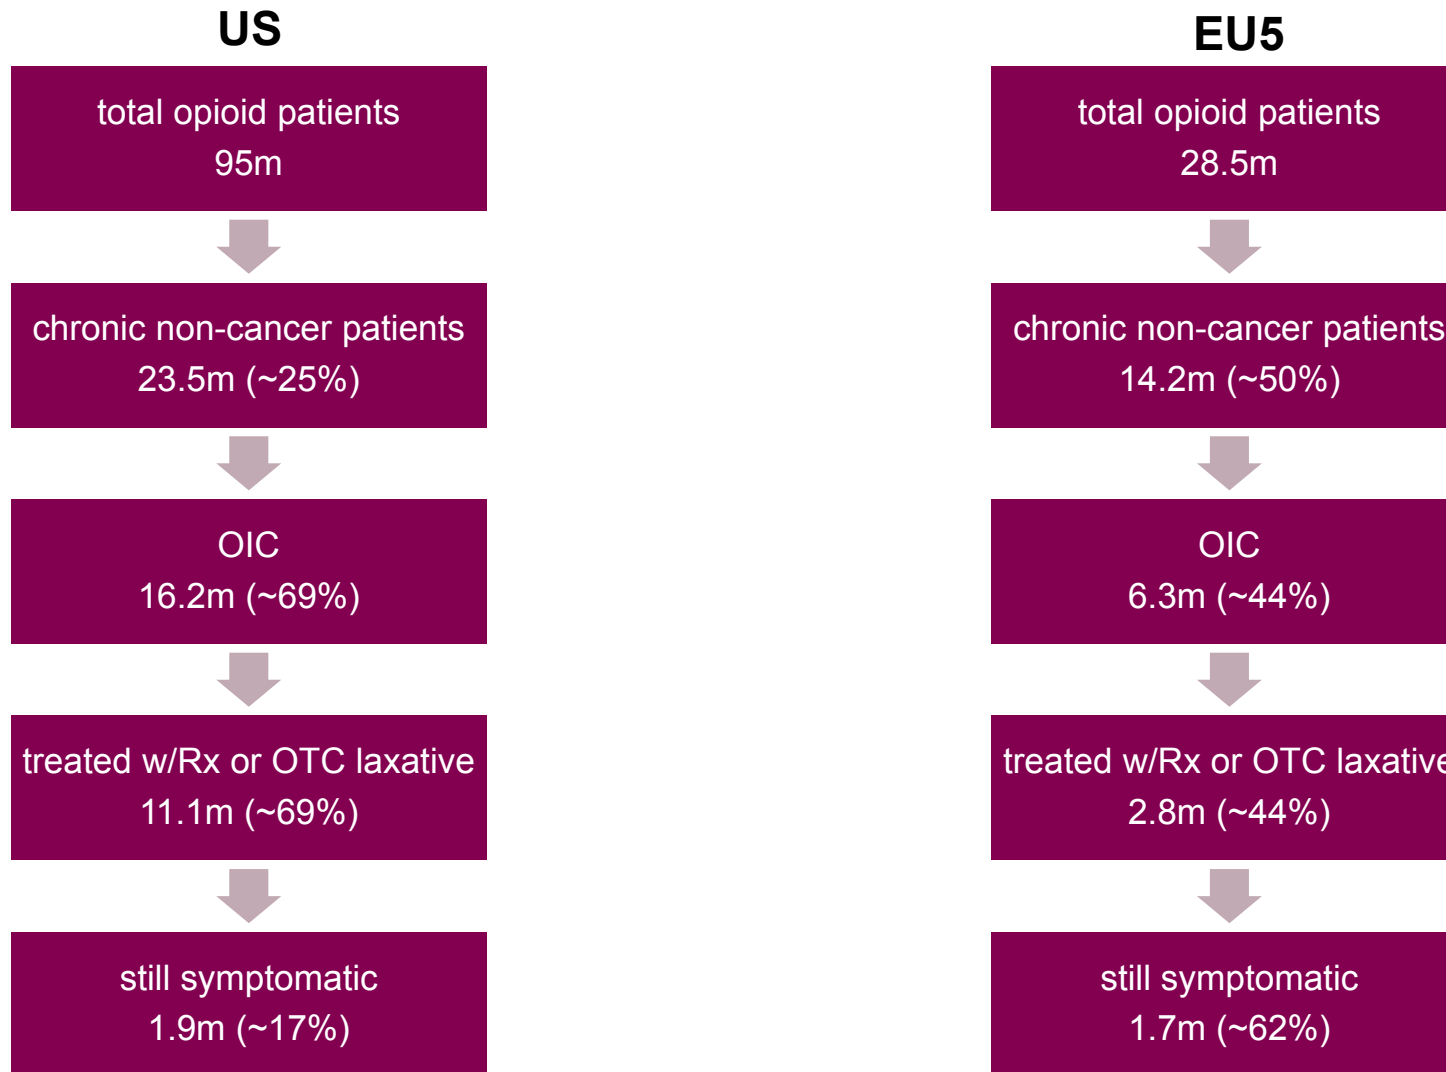 US
total opioid patients
95m
chronic non-cancer patients
23.5m (~25%)
OIC
16.2m (~69%)
treated w/Rx or OTC laxative
11.1m (~69%)
still symptomatic
1.9m (~17%)
EU5
total opioid patients
28.5m
chronic non-cancer patients
14.2m (~50%)
OIC
6.3m (~44%)
treated w/Rx or OTC laxative
2.8m (~44%)
still symptomatic
1.7m (~62%)